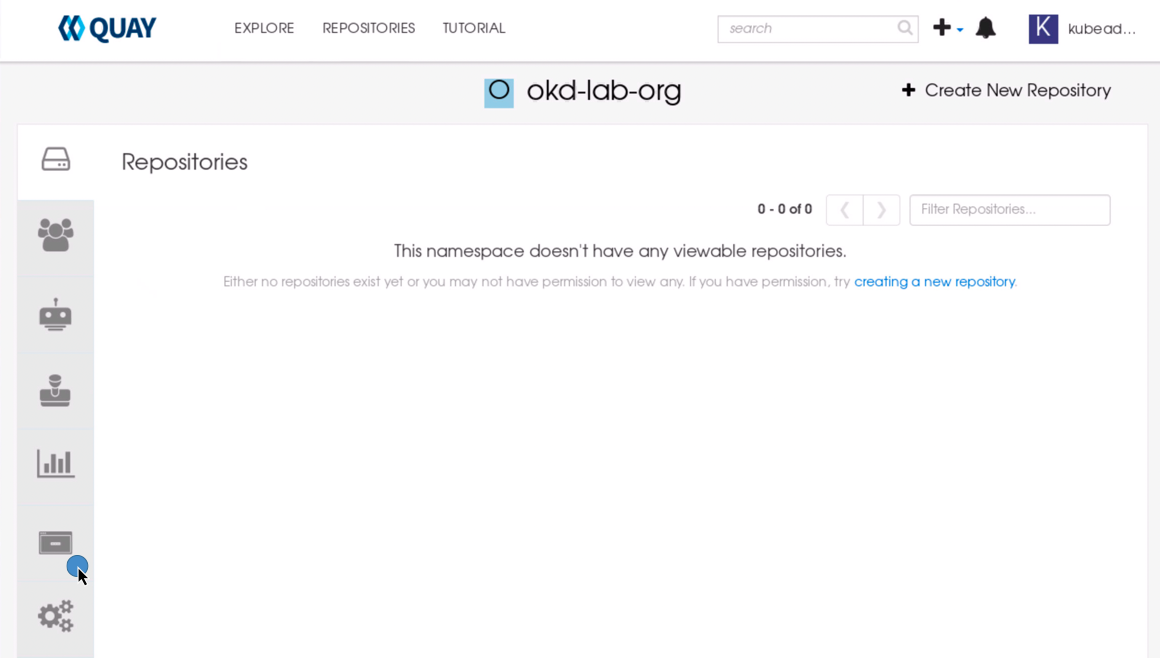 QUAY EXPLORE REPOSITORIES TUTORIAL search K kubead...
O okd-lab-org + Create New Repository
Repositories
0 - 0 of 0 Filter Repositories...
This namespace doesn't have any viewable repositories.
Either no repositories exist yet or you may not have permission to view any. If you have permission, try creating a new repository.